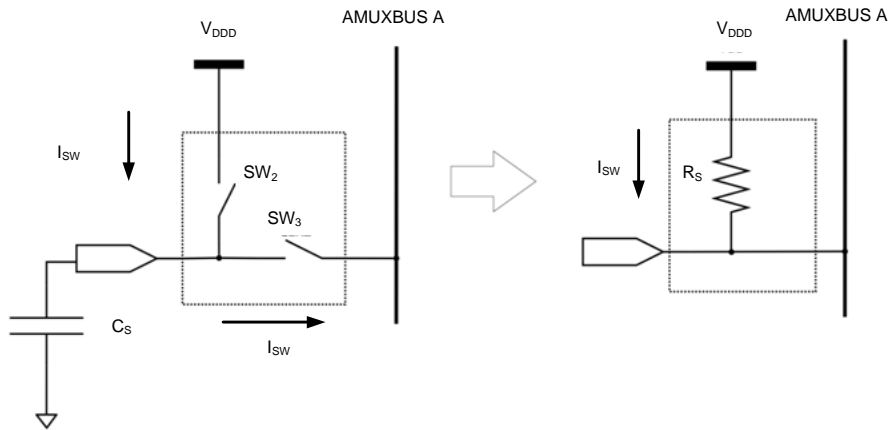 AMUXBUS A
V_DDD
I_SW
SW_2
SW_3
C_S
I_SW
AMUXBUS A
V_DDD
I_SW
R_S